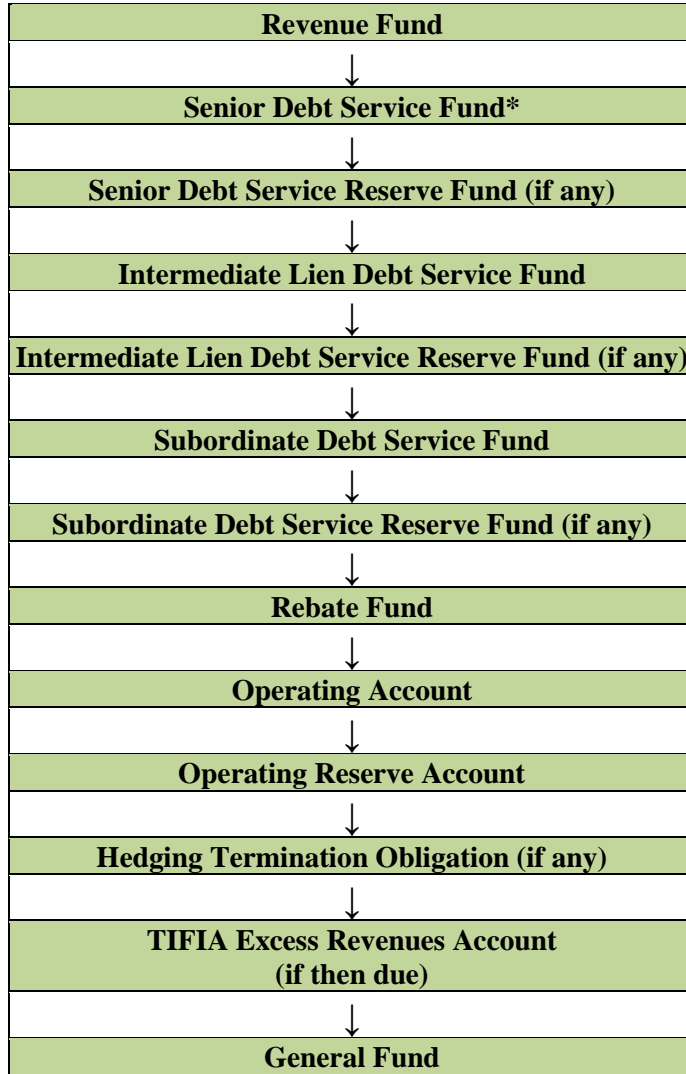 Revenue Fund
↓
Senior Debt Service Fund*
↓
Senior Debt Service Reserve Fund (if any)
↓
Intermediate Lien Debt Service Fund
↓
Intermediate Lien Debt Service Reserve Fund (if any)
↓
Subordinate Debt Service Fund
↓
Subordinate Debt Service Reserve Fund (if any)
↓
Rebate Fund
↓
Operating Account
↓
Operating Reserve Account
↓
Hedging Termination Obligation (if any)
↓
TIFIA Excess Revenues Account
(if then due)
↓
General Fund